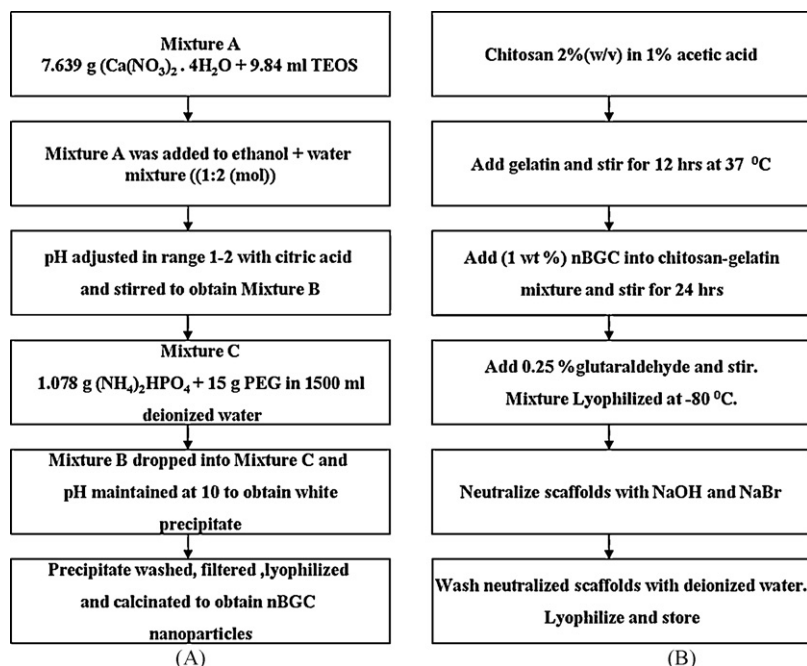 Mixture A
7.639 g (Ca(NO3)2 . 4H2O + 9.84 ml TEOS
Mixture A was added to ethanol + water
mixture ((1:2 (mol))
pH adjusted in range 1-2 with citric acid
and stirred to obtain Mixture B
Mixture C
1.078 g (NH4)2HPO4 + 15 g PEG in 1500 ml
deionized water
Mixture B dropped into Mixture C and
pH maintained at 10 to obtain white
precipitate
Precipitate washed, filtered ,lyophilized
and calcinated to obtain nBGC
nanoparticles
(A)
Chitosan 2%(w/v) in 1% acetic acid
Add gelatin and stir for 12 hrs at 37 ⁰C
Add (1 wt %) nBGC into chitosan-gelatin
mixture and stir for 24 hrs
Add 0.25 %glutaraldehyde and stir.
Mixture Lyophilized at -80 ⁰C.
Neutralize scaffolds with NaOH and NaBr
Wash neutralized scaffolds with deionized water.
Lyophilize and store
(B)